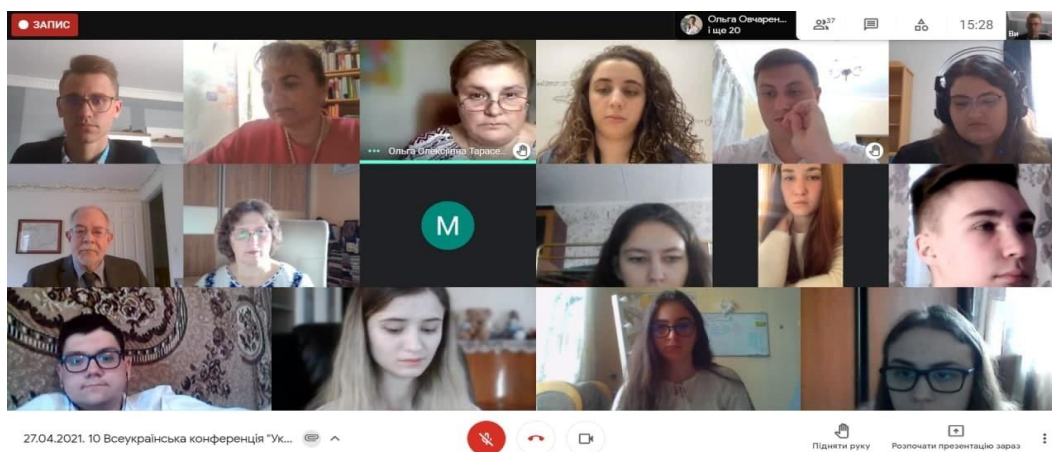 ЗАПИС
Ольга Овчарен...
і ще 20
37
15:28
Ви
Ольга Олексіївна Тарасе...
М
27.04.2021. 10 Всеукраїнська конференція "Ук...
Підняти руку
Розпочати презентацію зараз